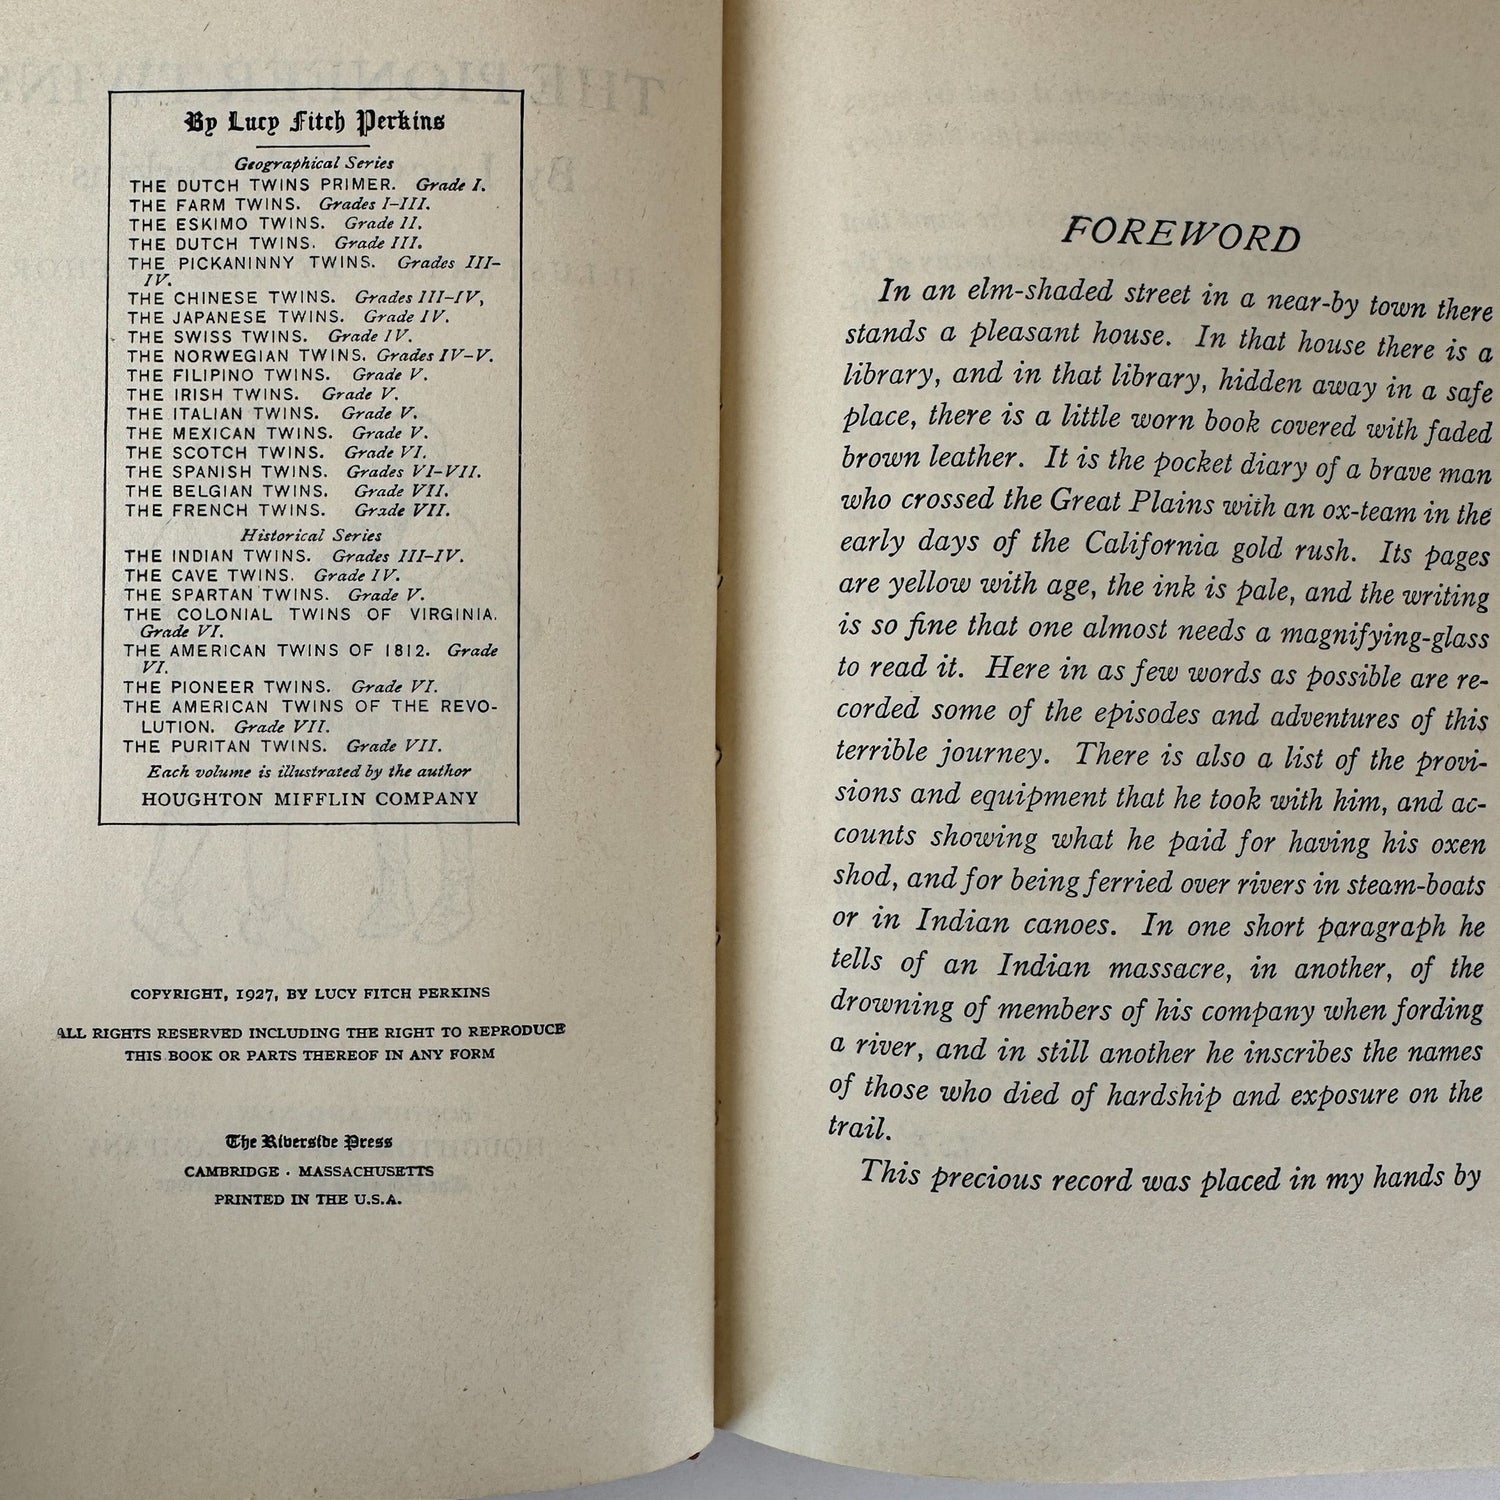 By Lucy Fitch Perkins
Geographical Series
THE DUTCH TWINS PRIMER. Grade I.
THE FARM TWINS. Grades I–III.
THE ESKIMO TWINS. Grade II.
THE DUTCH TWINS. Grade III.
THE PICKANINNY TWINS. Grades III–
IV.
THE CHINESE TWINS. Grades III–IV,
THE JAPANESE TWINS. Grade IV.
THE SWISS TWINS. Grade IV.
THE NORWEGIAN TWINS. Grades IV–V.
THE FILIPINO TWINS. Grade V.
THE IRISH TWINS. Grade V.
THE ITALIAN TWINS. Grade V.
THE MEXICAN TWINS. Grade V.
THE SCOTCH TWINS. Grade VI.
THE SPANISH TWINS. Grades VI–VII.
THE BELGIAN TWINS. Grade VII.
THE FRENCH TWINS. Grade VII.
Historical Series
THE INDIAN TWINS. Grades III–IV.
THE CAVE TWINS. Grade IV.
THE SPARTAN TWINS. Grade V.
THE COLONIAL TWINS OF VIRGINIA.
Grade VI.
THE AMERICAN TWINS OF 1812. Grade
VI.
THE PIONEER TWINS. Grade VI.
THE AMERICAN TWINS OF THE REVO-
LUTION. Grade VII.
THE PURITAN TWINS. Grade VII.
Each volume is illustrated by the author
HOUGHTON MIFFLIN COMPANY
COPYRIGHT, 1927, BY LUCY FITCH PERKINS
ALL RIGHTS RESERVED INCLUDING THE RIGHT TO REPRODUCE
THIS BOOK OR PARTS THEREOF IN ANY FORM
The Riverside Press
CAMBRIDGE · MASSACHUSETTS
PRINTED IN THE U.S.A.
FOREWORD
In an elm-shaded street in a near-by town there
stands a pleasant house. In that house there is a
library, and in that library, hidden away in a safe
place, there is a little worn book covered with faded
brown leather. It is the pocket diary of a brave man
who crossed the Great Plains with an ox-team in the
early days of the California gold rush. Its pages
are yellow with age, the ink is pale, and the writing
is so fine that one almost needs a magnifying-glass
to read it. Here in as few words as possible are re-
corded some of the episodes and adventures of this
terrible journey. There is also a list of the provi-
sions and equipment that he took with him, and ac-
counts showing what he paid for having his oxen
shod, and for being ferried over rivers in steam-boats
or in Indian canoes. In one short paragraph he
tells of an Indian massacre, in another, of the
drowning of members of his company when fording
a river, and in still another he inscribes the names
of those who died of hardship and exposure on the
trail.
This precious record was placed in my hands by